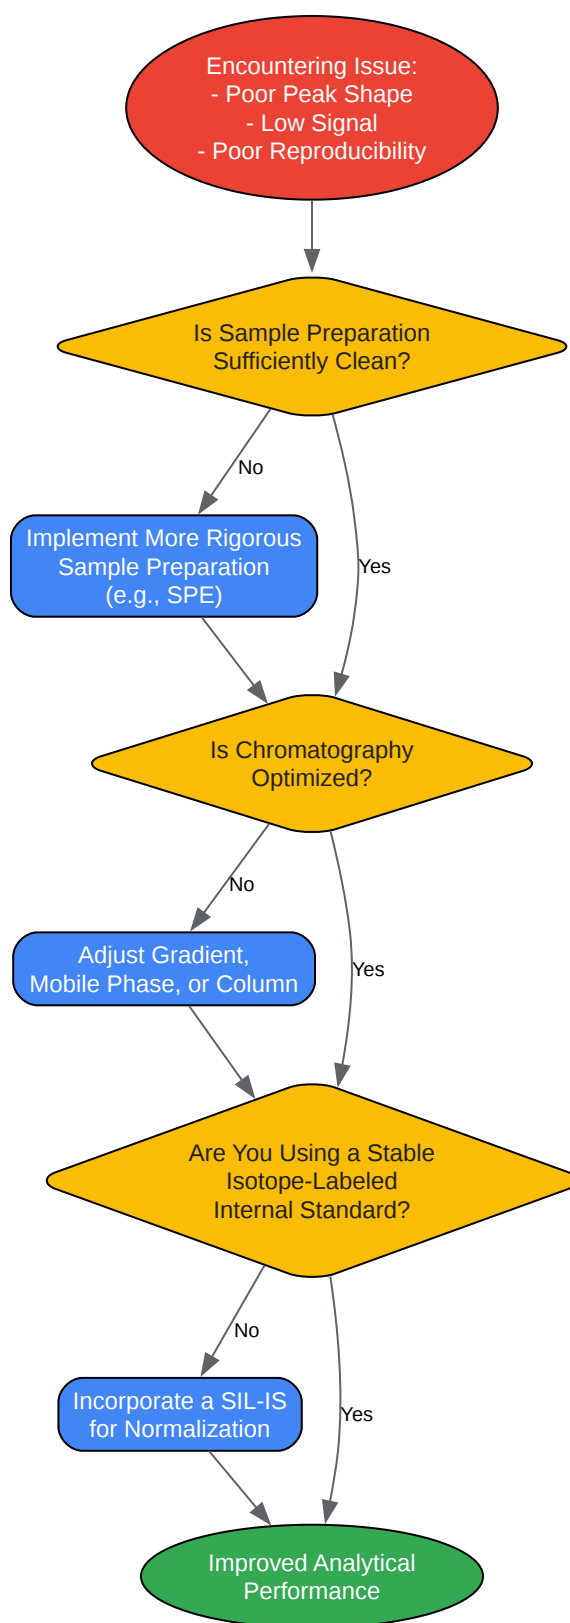 Encountering Issue:
- Poor Peak Shape
- Low Signal
- Poor Reproducibility
Is Sample Preparation
Sufficiently Clean?
No
Implement More Rigorous
Sample Preparation
(e.g., SPE)
Yes
Is Chromatography
Optimized?
No
Adjust Gradient,
Mobile Phase, or Column
Yes
Are You Using a Stable
Isotope-Labeled
Internal Standard?
No
Incorporate a SIL-IS
for Normalization
Yes
Improved Analytical
Performance